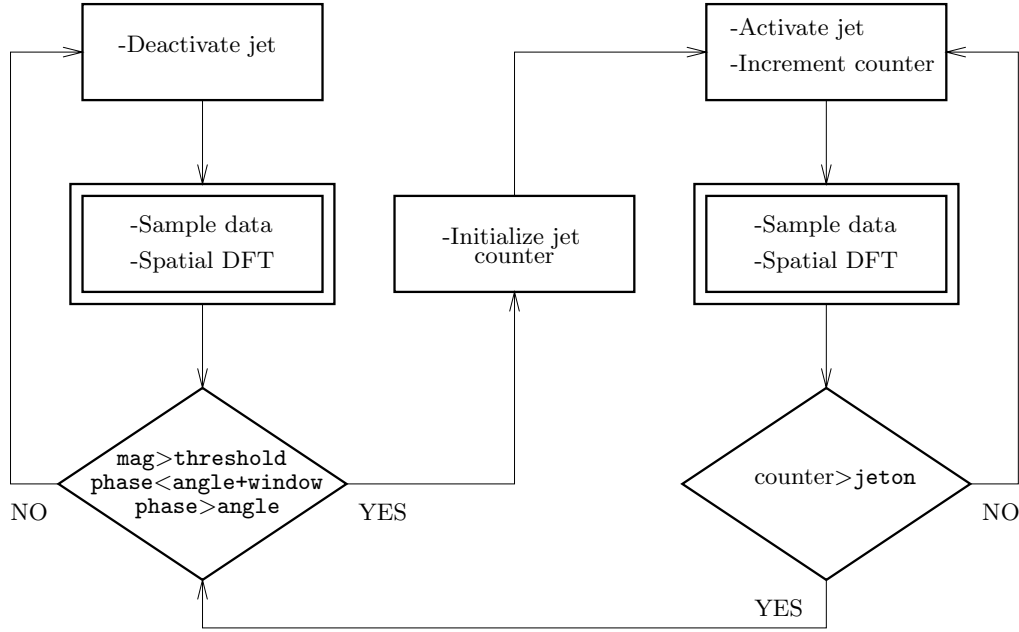 -Deactivate jet
-Sample data
-Spatial DFT
mag>threshold
phase<angle+window
phase>angle
NO
YES
-Initialize jet
counter
-Activate jet
-Increment counter
-Sample data
-Spatial DFT
counter>jeton
NO
YES